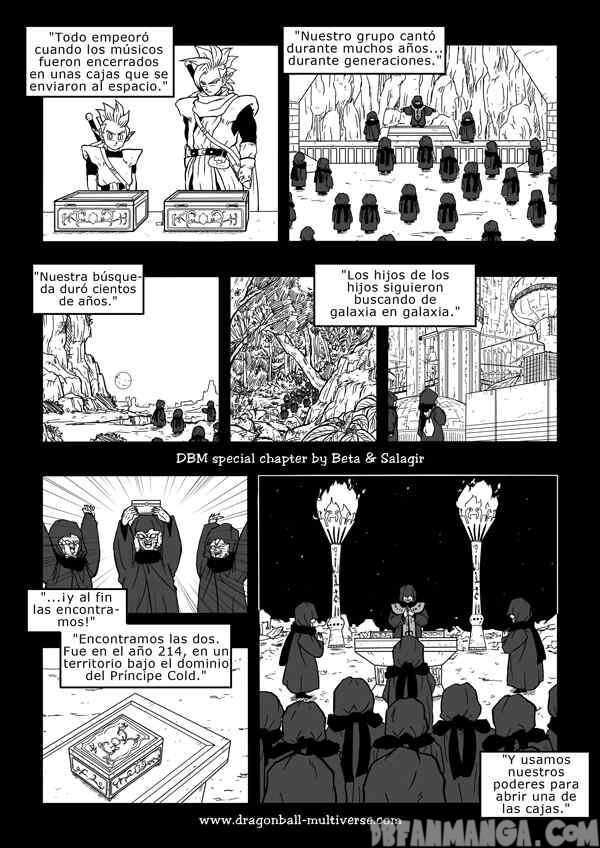 "Todo empeoró
cuando los músicos
fueron encerrados
en unas cajas que se
enviaron al espacio."
"Nuestro grupo cantó
durante muchos años...
durante generaciones."
"Nuestra búsque-
da duró cientos
de años."
"Los hijos de los
hijos siguieron
buscando de
galaxia en galaxia."
DBM special chapter by Beta & Salagir
"...¡y al fin
las encontra-
mos!"
"Encontramos las dos.
Fue en el año 214, en un
territorio bajo el dominio
del Príncipe Cold."
"Y usamos
nuestros
poderes para
abrir una de
las cajas."
www.dragonball-multiverse.com
DBFANMANGA.COM